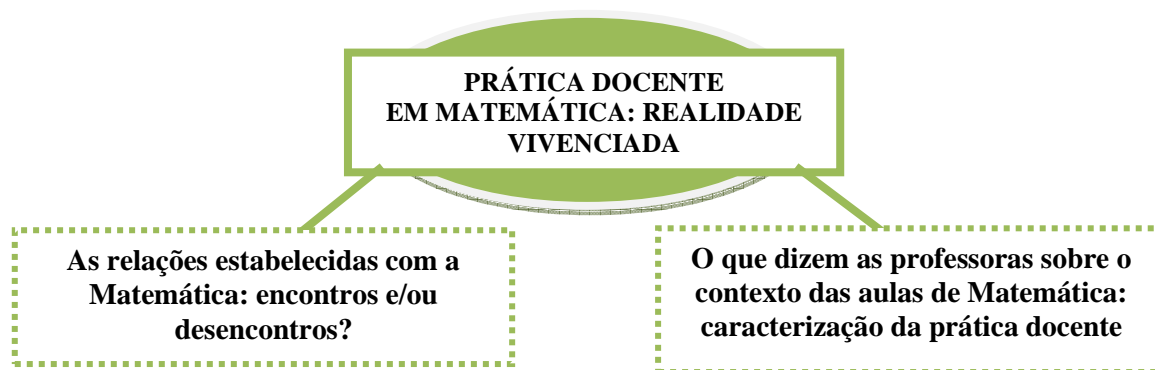 PRÁTICA DOCENTE
EM MATEMÁTICA: REALIDADE
VIVENCIADA
As relações estabelecidas com a
Matemática: encontros e/ou
desencontros?
O que dizem as professoras sobre o
contexto das aulas de Matemática:
caracterização da prática docente